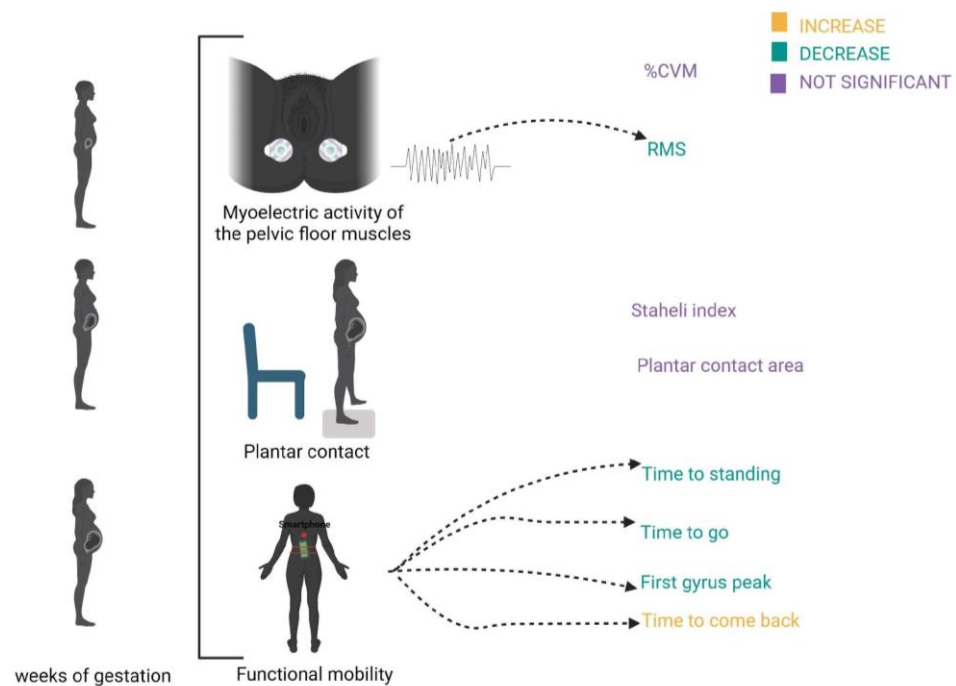 INCREASE
DECREASE
NOT SIGNIFICANT
%CVM
RMS
Myoelectric activity of
the pelvic floor muscles
Staheli index
Plantar contact area
Plantar contact
Time to standing
Smartphone
Time to go
First gyrus peak
Time to come back
weeks of gestation
Functional mobility